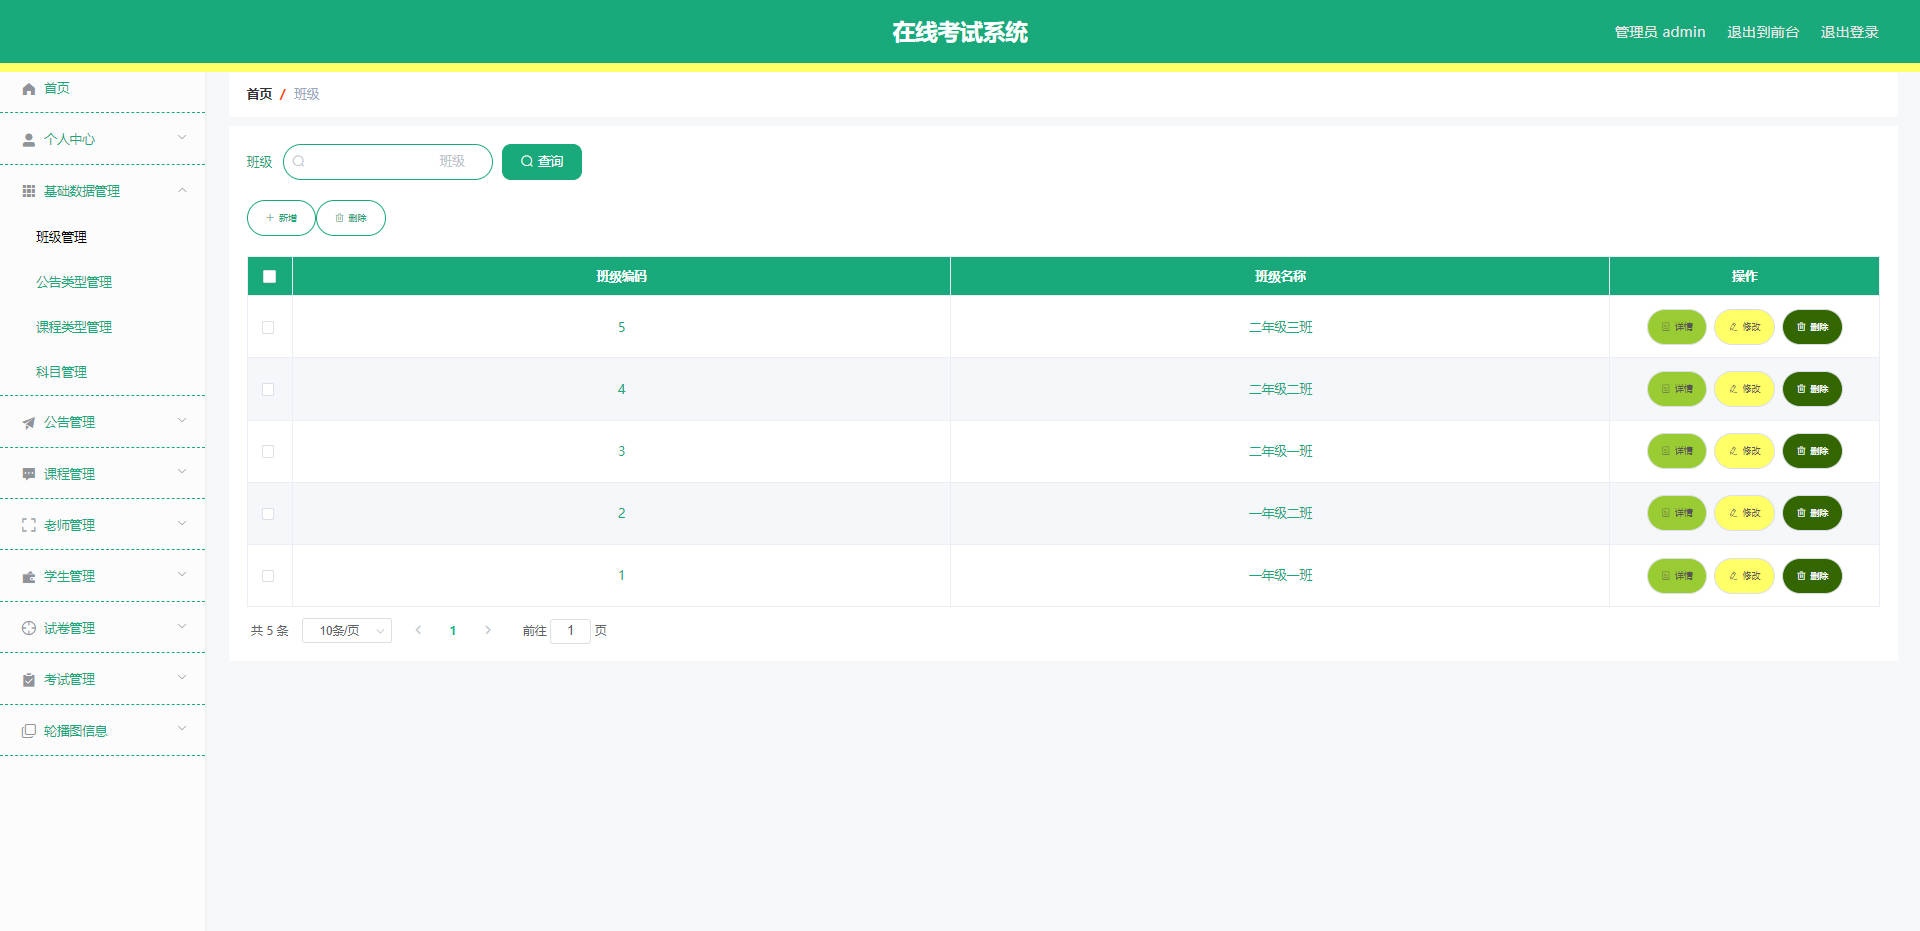 在线考试系统
管理员 admin 退出到前台 退出登录
首页
个人中心
基础数据管理
班级管理
公告类型管理
课程类型管理
科目管理
公告管理
课程管理
老师管理
学生管理
试卷管理
考试管理
轮播图信息
首页 / 班级
班级 班级 查询
新增 删除
班级编码 班级名称 操作
5 二年级三班 详情 修改 删除
4 二年级二班 详情 修改 删除
3 二年级一班 详情 修改 删除
2 一年级二班 详情 修改 删除
1 一年级一班 详情 修改 删除
共 5 条 10条/页 1 前往 1 页